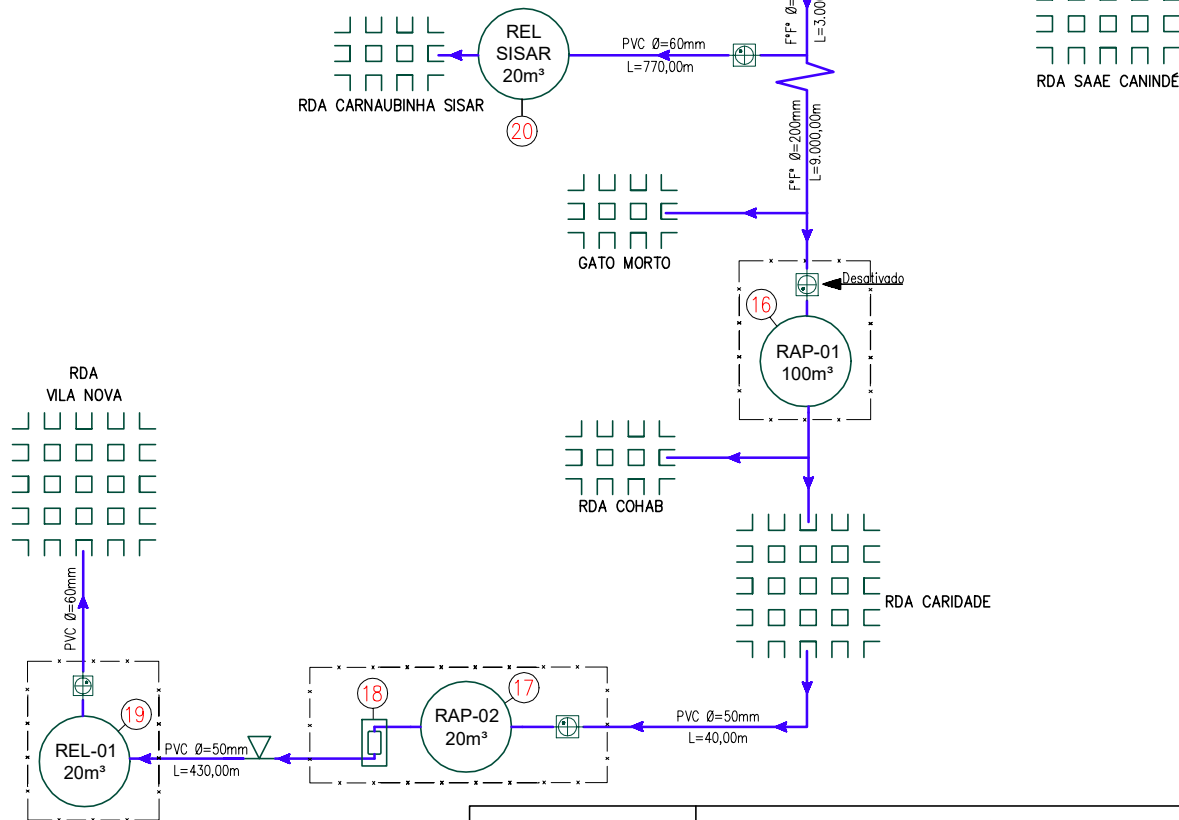 REL
SISAR
20m³
PVC Ø=60mm
L=770,00m
F°F° Ø=
L=3.00
RDA SAAE CANINDÉ
RDA CARNAUBINHA SISAR
20
F°F° Ø=200mm
L=9.000,00m
GATO MORTO
Desativado
16
RAP-01
100m³
RDA
VILA NOVA
RDA COHAB
RDA CARIDADE
PVC Ø=60mm
18
17
RAP-02
20m³
PVC Ø=50mm
L=40,00m
19
REL-01
20m³
PVC Ø=50mm
L=430,00m